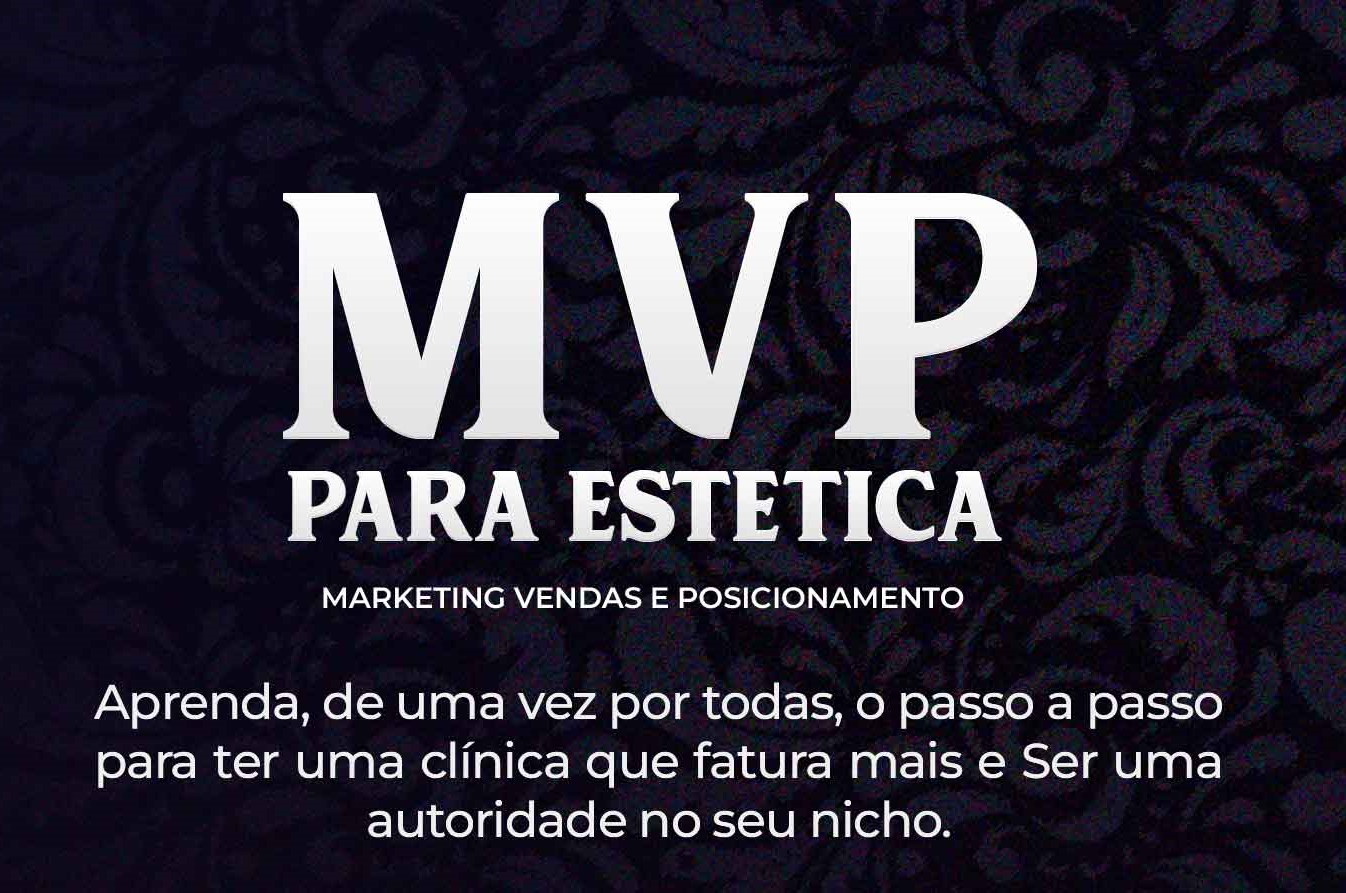 MVP
PARA ESTETICA
MARKETING VENDAS E POSICIONAMENTO
Aprenda, de uma vez por todas, o passo a passo
para ter uma clínica que fatura mais e Ser uma
autoridade no seu nicho.